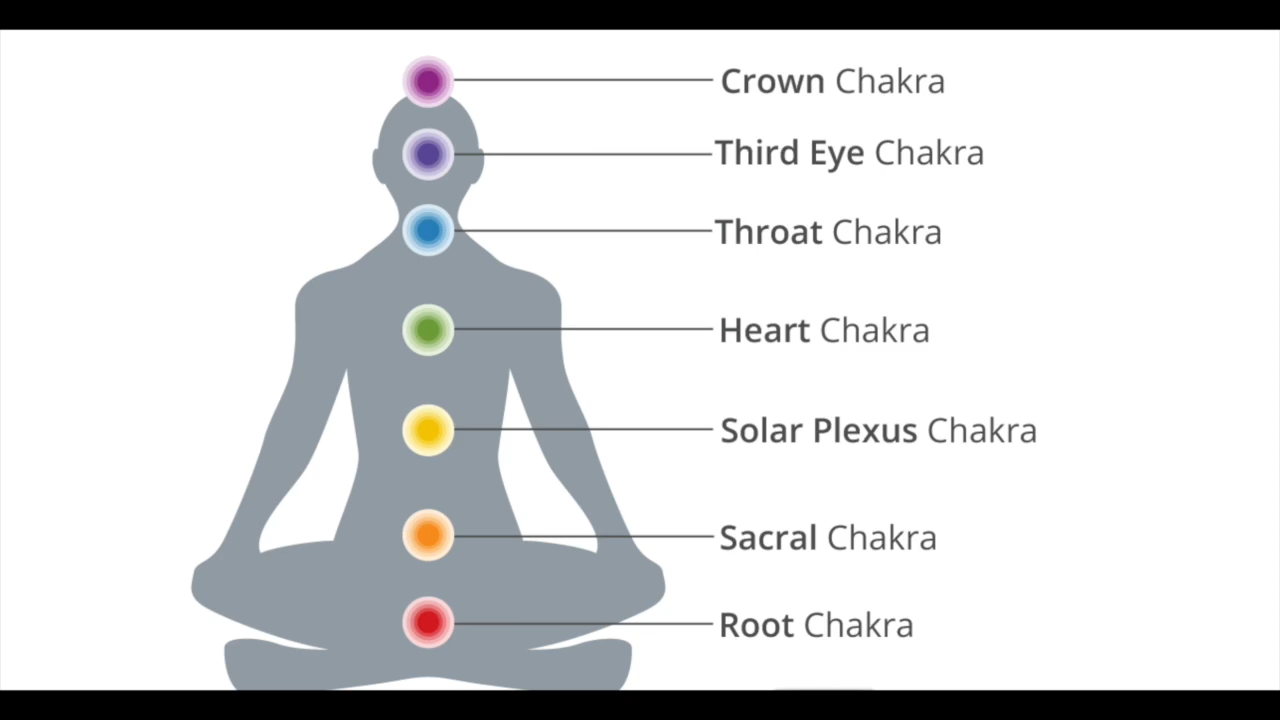 Crown Chakra
Third Eye Chakra
Throat Chakra
Heart Chakra
Solar Plexus Chakra
Sacral Chakra
Root Chakra